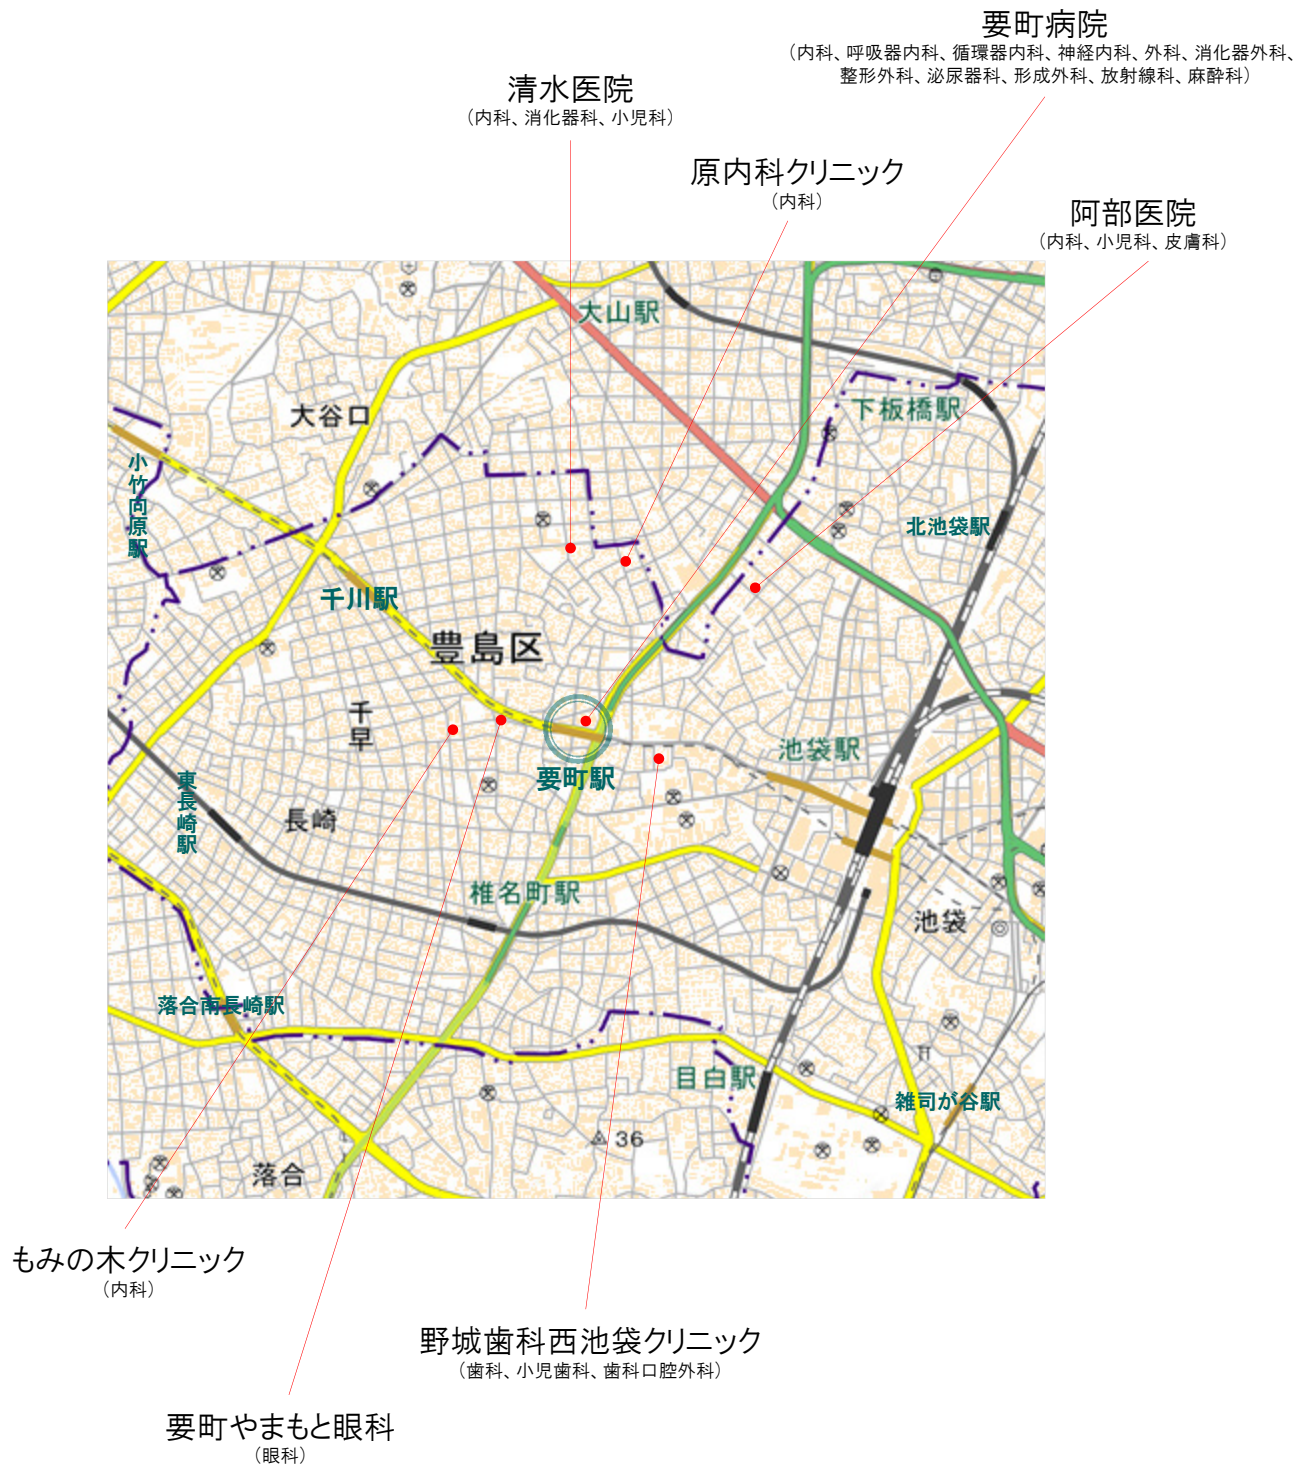 要町病院
（内科、呼吸器内科、循環器内科、神経内科、外科、消化器外科、
整形外科、泌尿器科、形成外科、放射線科、麻酔科）
清水医院
（内科、消化器科、小児科）
原内科クリニック
（内科）
阿部医院
（内科、小児科、皮膚科）
大山駅
下板橋駅
大谷口
小竹向原駅
北池袋駅
千川駅
豊島区
千早
池袋駅
要町駅
東長崎駅
長崎
椎名町駅
池袋
落合南長崎駅
目白駅
雑司が谷駅
36
落合
もみの木クリニック
（内科）
野城歯科西池袋クリニック
（歯科、小児歯科、歯科口腔外科）
要町やまもと眼科
（眼科）